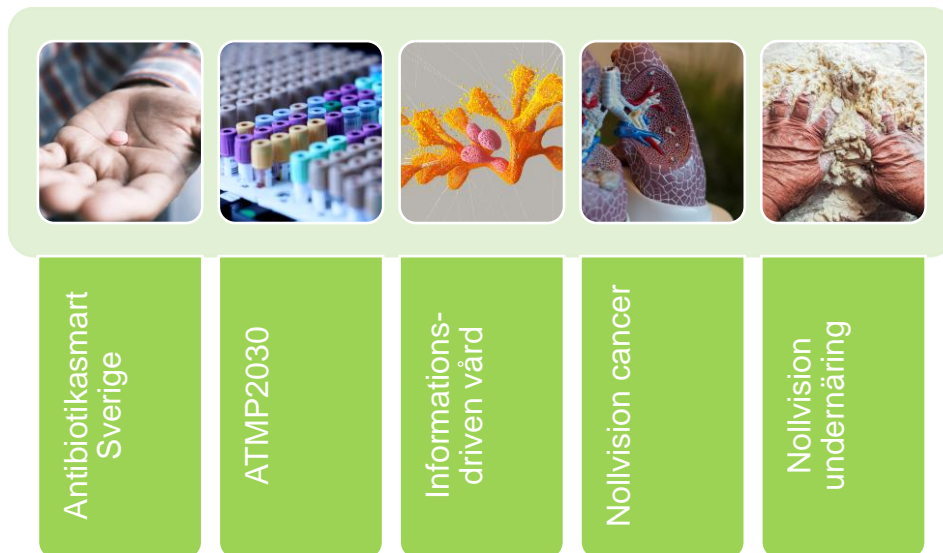 Antibiotikasmart
Sverige
ATMP2030
Informations-
driven vård
Nollvision cancer
Nollvision
undernäring